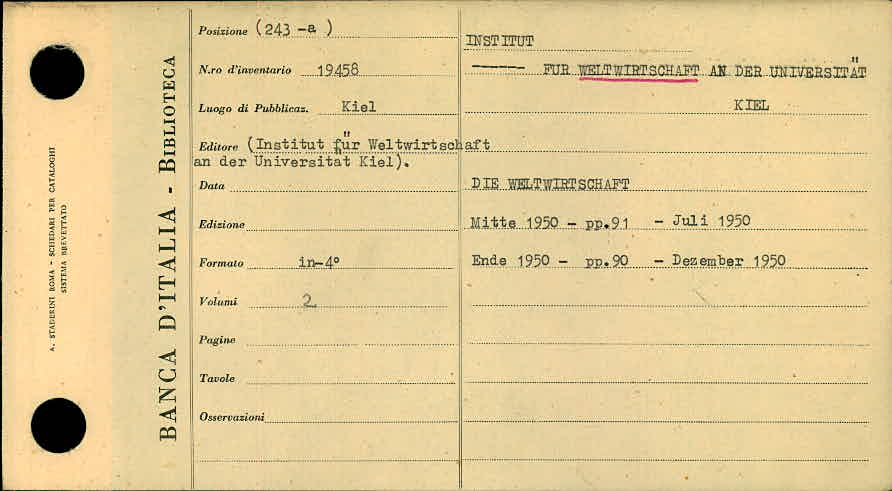 A. STADERINI ROMA - SCHEDARI PER CATALOGHI
SISTEMA BREVETTATO
BANCA D'ITALIA - BIBLIOTECA
Posizione (243 -a )
N.ro d'inventario 19458
Luogo di Pubblicaz. Kiel
Editore (Institut für Weltwirtschaft
an der Universitat Kiel).
Data
Edizione
Formato in-4°
Volumi 2
Pagine
Tavole
Osservazioni
INSTITUT
——— FUR WELTWIRTSCHAFT AN DER UNIVERSITÄT
KIEL
DIE WELTWIRTSCHAFT
Mitte 1950 - pp.91 - Juli 1950
Ende 1950 - pp.90 - Dezember 1950